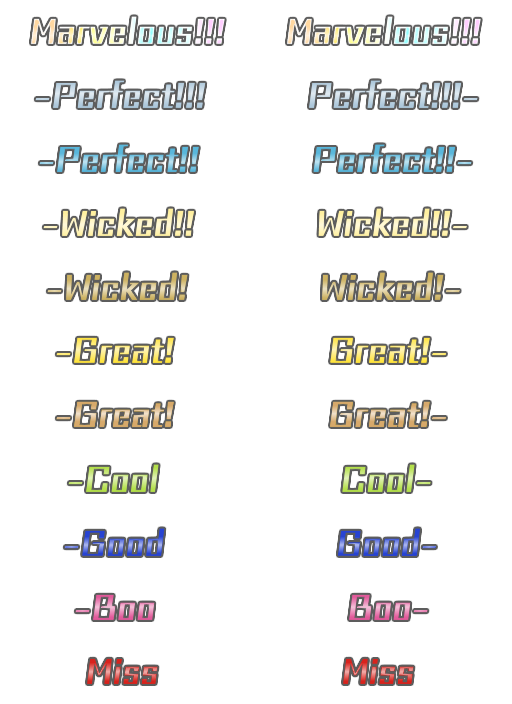 Marvelous!!! Marvelous!!!
-Perfect!!! Perfect!!!-
-Perfect!! Perfect!!-
-Wicked!! Wicked!!-
-Wicked! Wicked!-
-Great! Great!-
-Great! Great!-
-Cool Cool-
-Good Good-
-Boo Boo-
Miss Miss